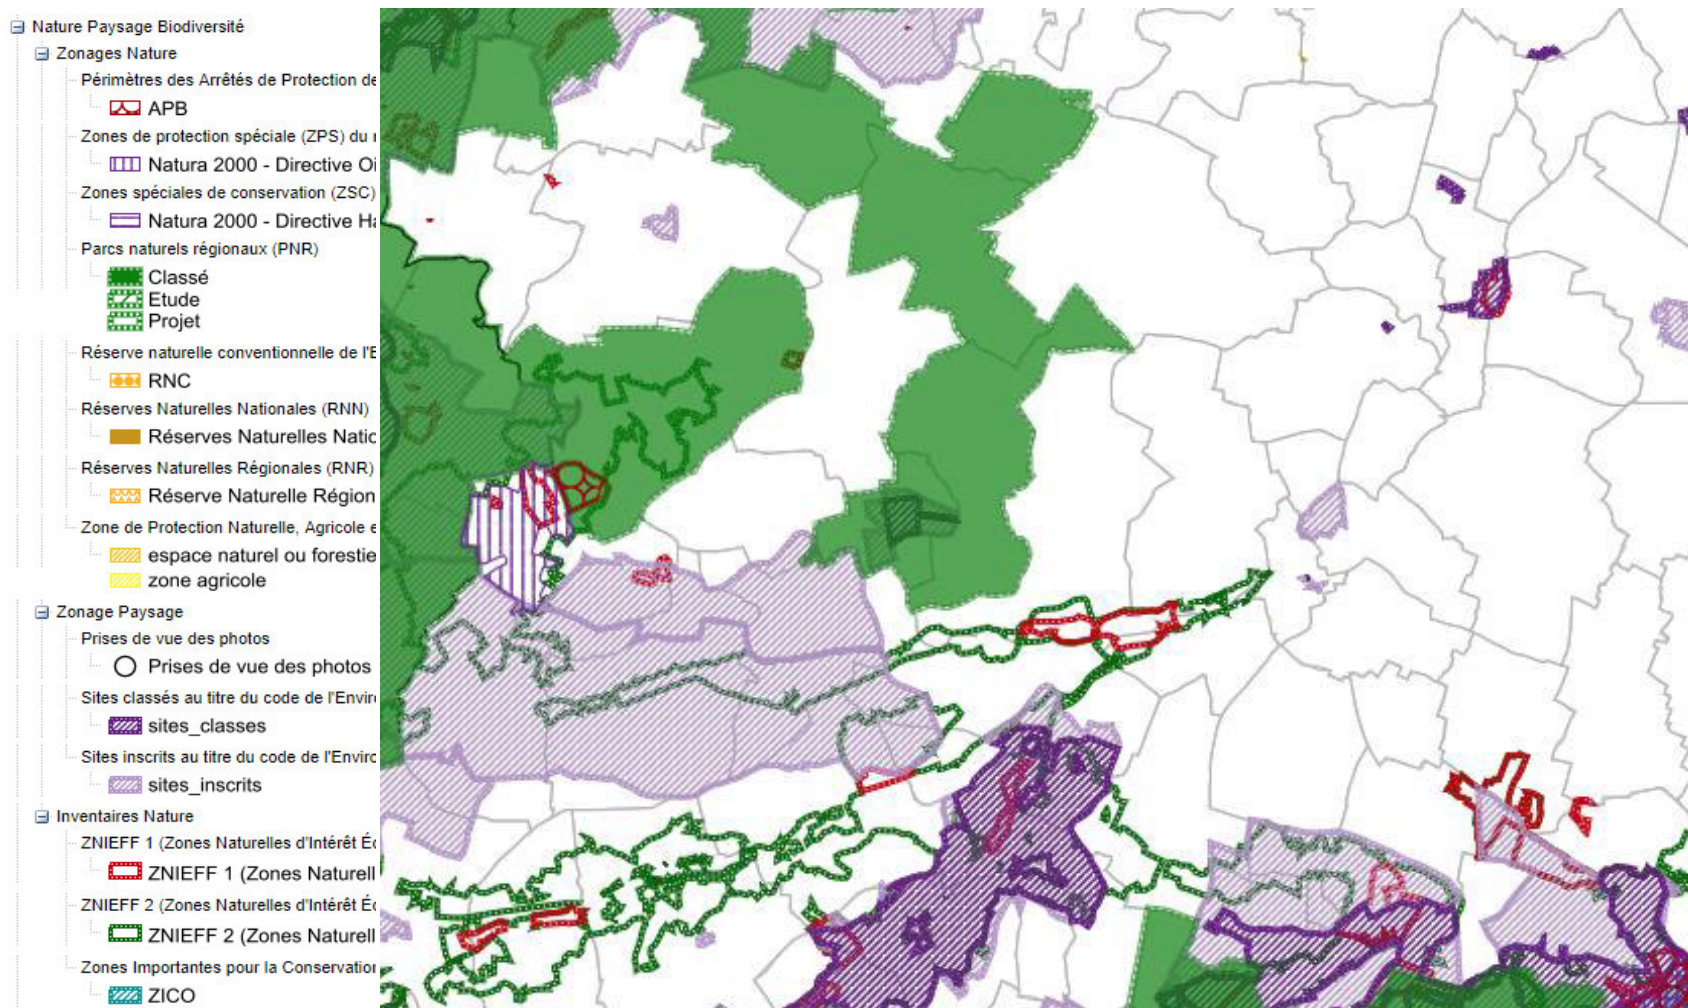 Nature Paysage Biodiversité
Zonages Nature
Périmètres des Arrêtés de Protection de
APB
Zones de protection spéciale (ZPS) du
Natura 2000 - Directive Oi
Zones spéciales de conservation (ZSC)
Natura 2000 - Directive Ha
Parcs naturels régionaux (PNR)
Classé
Etude
Projet
Réserve naturelle conventionnelle de l'E
RNC
Réserves Naturelles Nationales (RNN)
Réserves Naturelles Natic
Réserves Naturelles Régionales (RNR)
Réserve Naturelle Région
Zone de Protection Naturelle, Agricole e
espace naturel ou forestie
zone agricole
Zonage Paysage
Prises de vue des photos
Prises de vue des photos
Sites classés au titre du code de l'Envir
sites_classes
Sites inscrits au titre du code de l'Envirc
sites_inscrits
Inventaires Nature
ZNIEFF 1 (Zones Naturelles d'Intérêt Éc
ZNIEFF 1 (Zones Naturell
ZNIEFF 2 (Zones Naturelles d'Intérêt Éc
ZNIEFF 2 (Zones Naturell
Zones Importantes pour la Conservation
ZICO